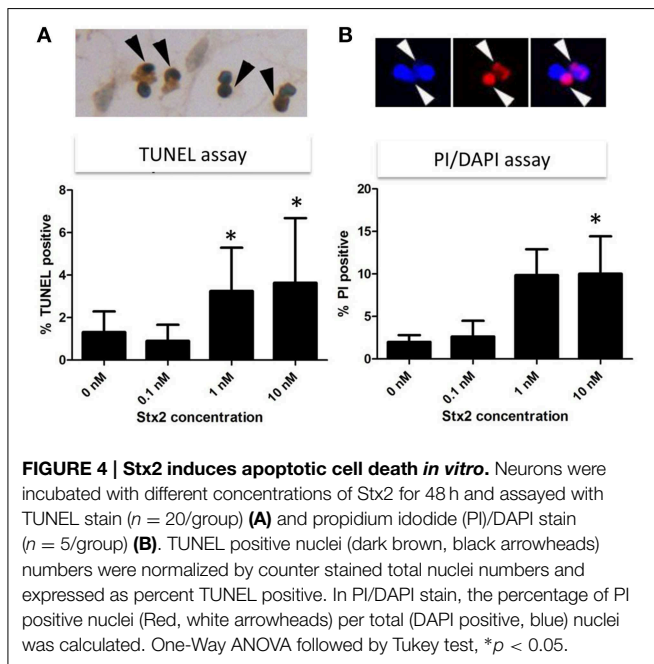 A
B
TUNEL assay
PI/DAPI assay
8
6
4
2
0
% TUNEL positive
*
*
0 nM
0.1 nM
1 nM
10 nM
Stx2 concentration
20
15
10
5
0
% PI positive
*
0 nM
0.1 nM
1 nM
10 nM
Stx2 concentration
FIGURE 4 | Stx2 induces apoptotic cell death in vitro. Neurons were
incubated with different concentrations of Stx2 for 48 h and assayed with
TUNEL stain (n = 20/group) (A) and propidium idodide (PI)/DAPI stain
(n = 5/group) (B). TUNEL positive nuclei (dark brown, black arrowheads)
numbers were normalized by counter stained total nuclei numbers and
expressed as percent TUNEL positive. In PI/DAPI stain, the percentage of PI
positive nuclei (Red, white arrowheads) per total (DAPI positive, blue) nuclei
was calculated. One-Way ANOVA followed by Tukey test, *p < 0.05.